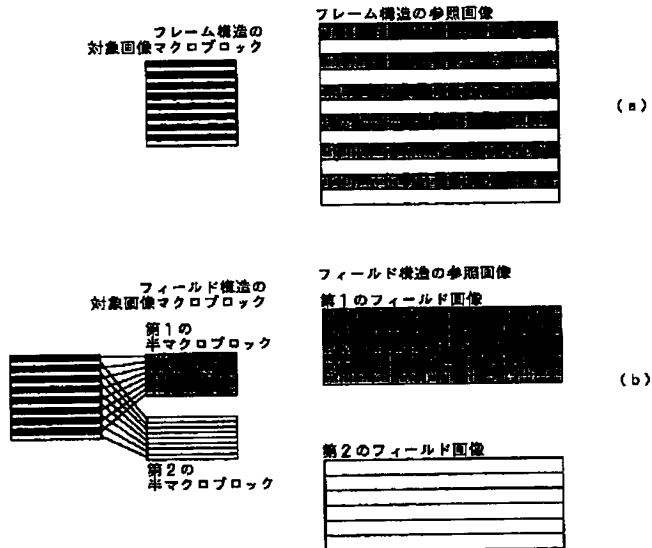 フレーム構造の
対象画像マクロブロック
フレーム構造の参照画像
(a)
フィールド構造の
対象画像マクロブロック
第1の
半マクロブロック
第2の
半マクロブロック
フィールド構造の参照画像
第1のフィールド画像
(b)
第2のフィールド画像